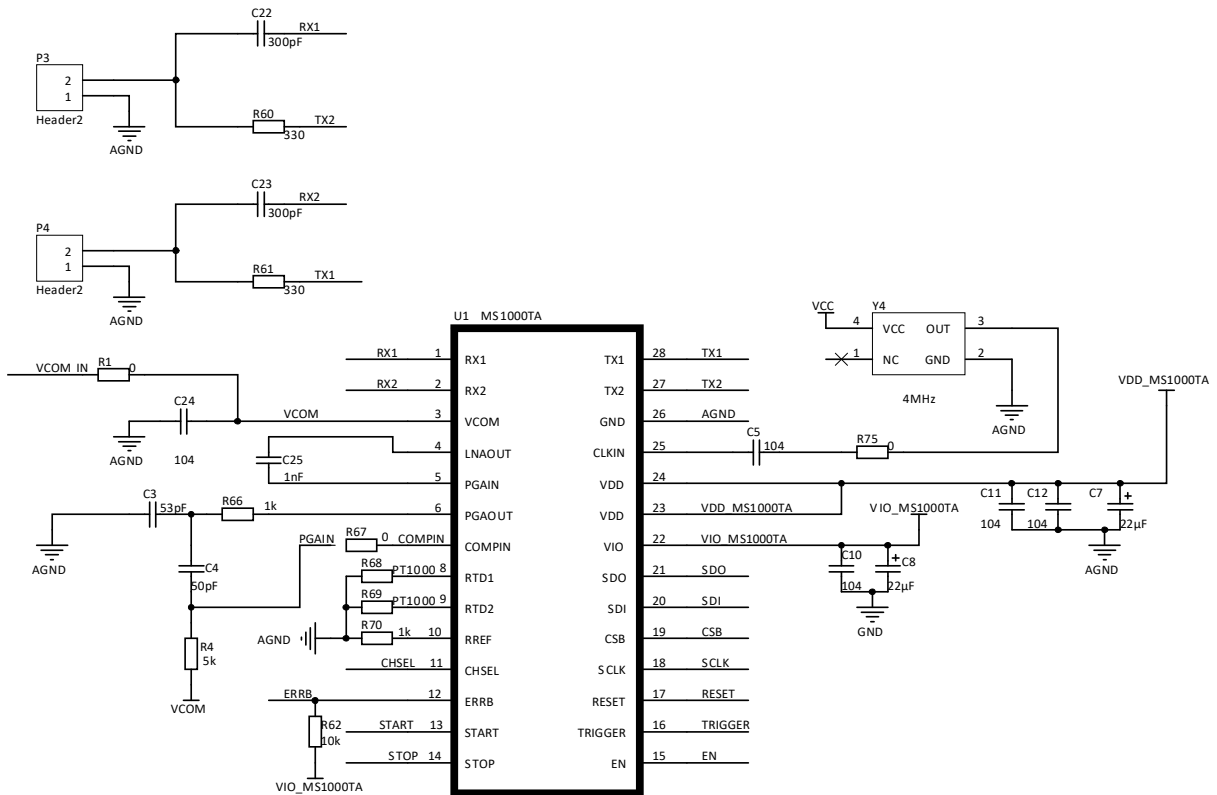 C22
RX1
300pF
P3
2
1
Header2
AGND
R60
TX2
330
C23
RX2
300pF
P4
2
1
Header2
AGND
R61
TX1
330
U1 MS1000TA
VCC
Y4
4 VCC OUT 3
1 NC GND 2
4MHz
AGND
VDD_MS1000TA
VCOM IN R1 0
C24
104
AGND
VCOM
C25
1nF
C3
53pF
R66
1k
AGND
C4
50pF
R4
5k
VCOM
PGAIN R67 0 COMPIN
R68 PT1000
R69 PT1000
R70 1k
AGND
CHSEL
ERRB
R62
10k
VIO_MS1000TA
START
STOP
RX1 1 RX1
RX2 2 RX2
3 VCOM
4 LNAOUT
5 PGAIN
6 PGAOUT
7 COMPIN
8 RTD1
9 RTD2
10 RREF
11 CHSEL
12 ERRB
13 START
14 STOP
TX1 28 TX1
TX2 27 TX2
GND 26 AGND
CLKIN 25
VDD 24
VDD 23 VDD_MS1000TA
VIO 22 VIO_MS1000TA
SDO 21 SDO
SDI 20 SDI
CSB 19 CSB
SCLK 18 SCLK
RESET 17 RESET
TRIGGER 16 TRIGGER
EN 15 EN
C5
104
R75
0
C11
104
C12
104
C7
+
22μF
AGND
VIO_MS1000TA
C10
104
+
C8
22μF
GND